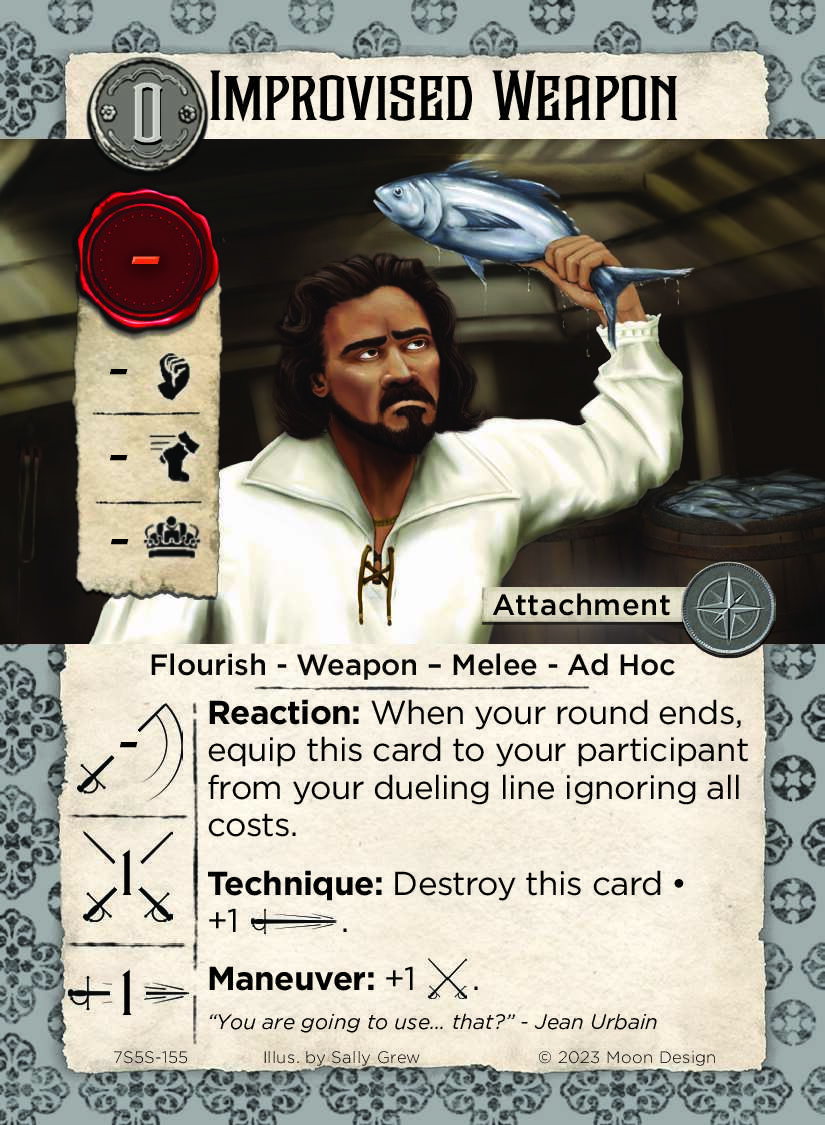 0
IMPROVISED WEAPON
-
-
-
-
Attachment
Flourish - Weapon – Melee - Ad Hoc
-
1
1
Reaction: When your round ends,
equip this card to your participant
from your dueling line ignoring all
costs.
Technique: Destroy this card •
+1 .
Maneuver: +1 .
“You are going to use... that?” - Jean Urbain
7S5S-155 Illus. by Sally Grew © 2023 Moon Design